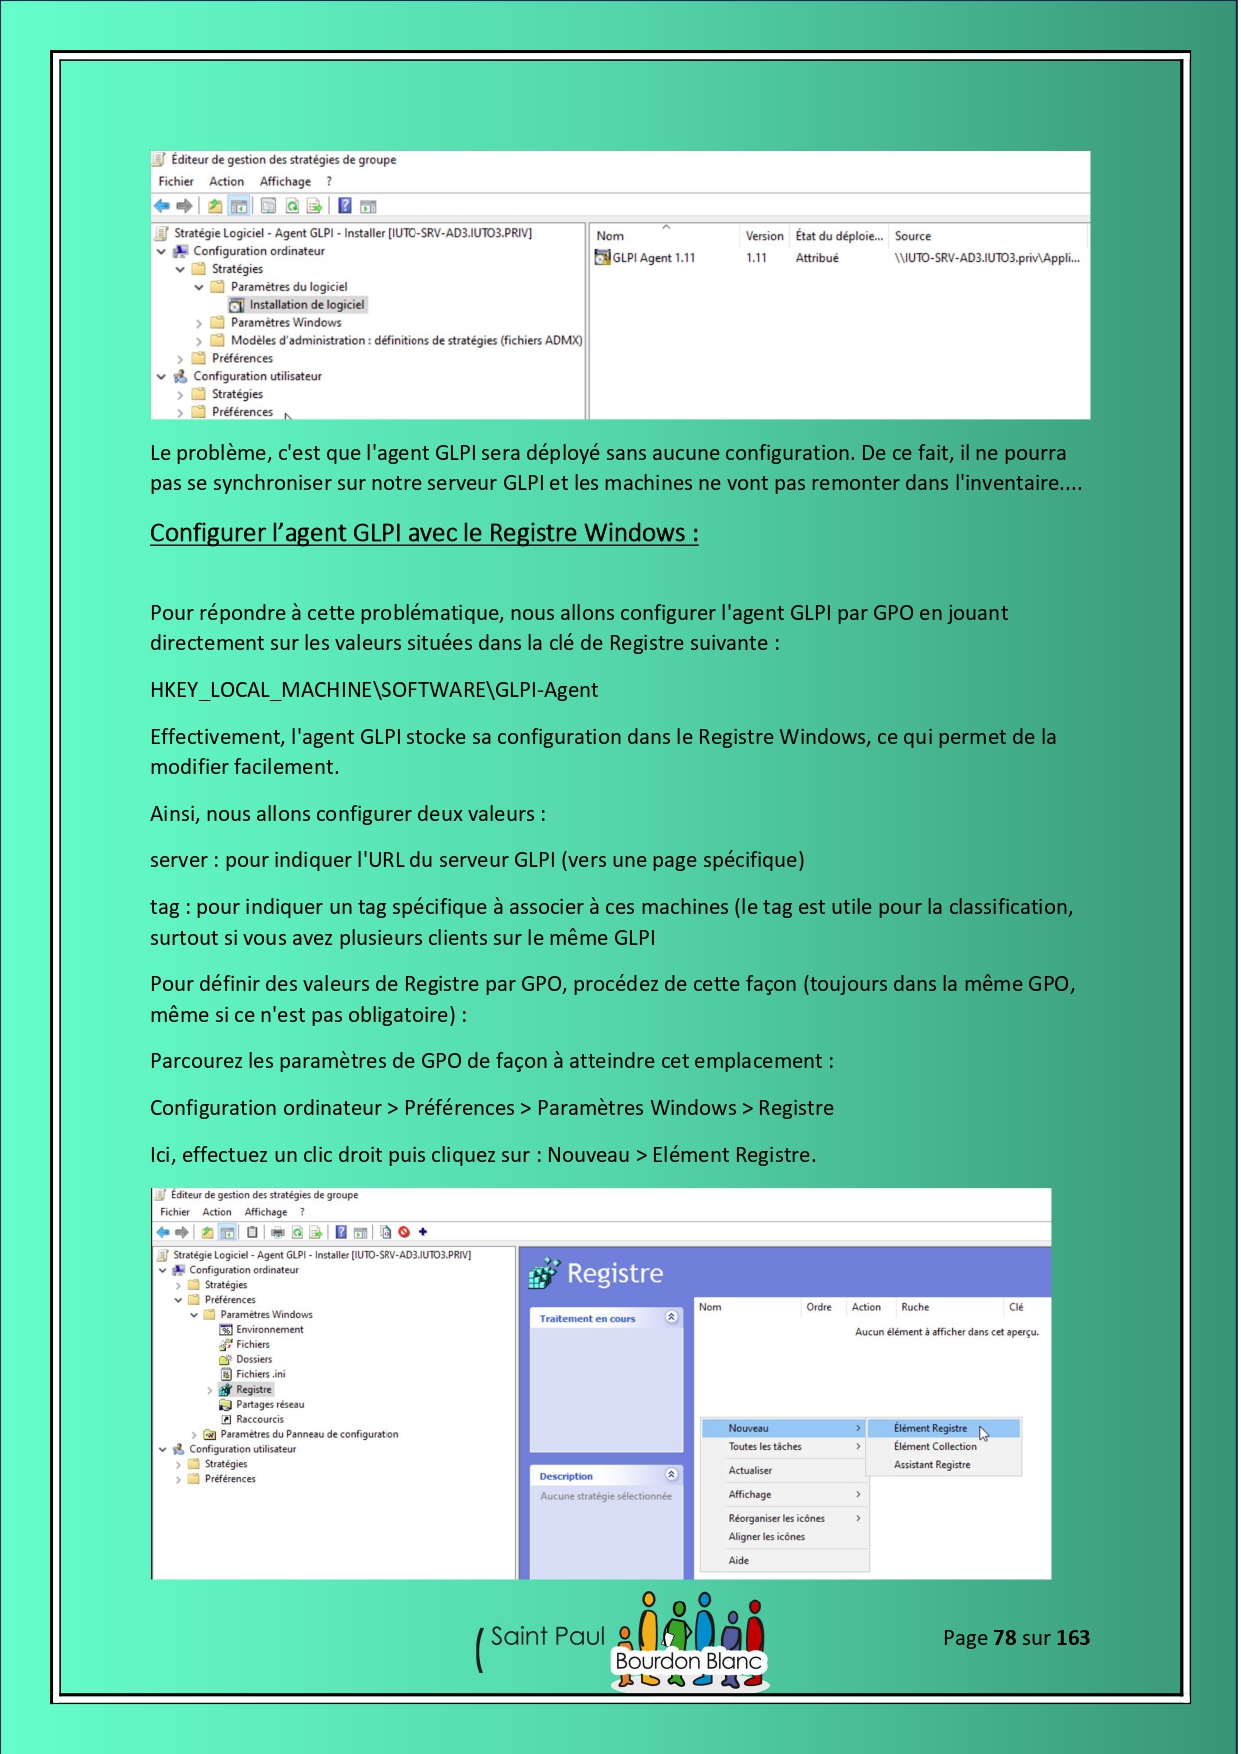 Éditeur de gestion des stratégies de groupe
Fichier Action Affichage ?
Stratégie Logiciel - Agent GLPI - Installer [IUTO-SRV-AD3.IUTO3.PRIV]
Configuration ordinateur
Stratégies
Paramètres du logiciel
Installation de logiciel
Paramètres Windows
Modèles d'administration : définitions de stratégies (fichiers ADMX)
Préférences
Configuration utilisateur
Stratégies
Préférences
Nom Version État du déploie... Source
GLPI Agent 1.11 1.11 Attribué \\IUTO-SRV-AD3.IUTO3.priv\Appli...
Le problème, c'est que l'agent GLPI sera déployé sans aucune configuration. De ce fait, il ne pourra
pas se synchroniser sur notre serveur GLPI et les machines ne vont pas remonter dans l'inventaire....
Configurer l’agent GLPI avec le Registre Windows :
Pour répondre à cette problématique, nous allons configurer l'agent GLPI par GPO en jouant
directement sur les valeurs situées dans la clé de Registre suivante :
HKEY_LOCAL_MACHINE\SOFTWARE\GLPI-Agent
Effectivement, l'agent GLPI stocke sa configuration dans le Registre Windows, ce qui permet de la
modifier facilement.
Ainsi, nous allons configurer deux valeurs :
server : pour indiquer l'URL du serveur GLPI (vers une page spécifique)
tag : pour indiquer un tag spécifique à associer à ces machines (le tag est utile pour la classification,
surtout si vous avez plusieurs clients sur le même GLPI
Pour définir des valeurs de Registre par GPO, procédez de cette façon (toujours dans la même GPO,
même si ce n'est pas obligatoire) :
Parcourez les paramètres de GPO de façon à atteindre cet emplacement :
Configuration ordinateur > Préférences > Paramètres Windows > Registre
Ici, effectuez un clic droit puis cliquez sur : Nouveau > Elément Registre.
Éditeur de gestion des stratégies de groupe
Fichier Action Affichage ?
Stratégie Logiciel - Agent GLPI - Installer [IUTO-SRV-AD3.IUTO3.PRIV]
Configuration ordinateur
Stratégies
Préférences
Paramètres Windows
Environnement
Fichiers
Dossiers
Fichiers .ini
Registre
Partages réseau
Raccourcis
Paramètres du Panneau de configuration
Configuration utilisateur
Stratégies
Préférences
Registre
Traitement en cours
Description
Aucune stratégie sélectionnée
Nom Ordre Action Ruche Clé
Aucun élément à afficher dans cet aperçu.
Nouveau
Toutes les tâches
Actualiser
Affichage
Réorganiser les icônes
Aligner les icônes
Aide
Élément Registre
Élément Collection
Assistant Registre
Saint Paul
Bourdon Blanc
Page 78 sur 163